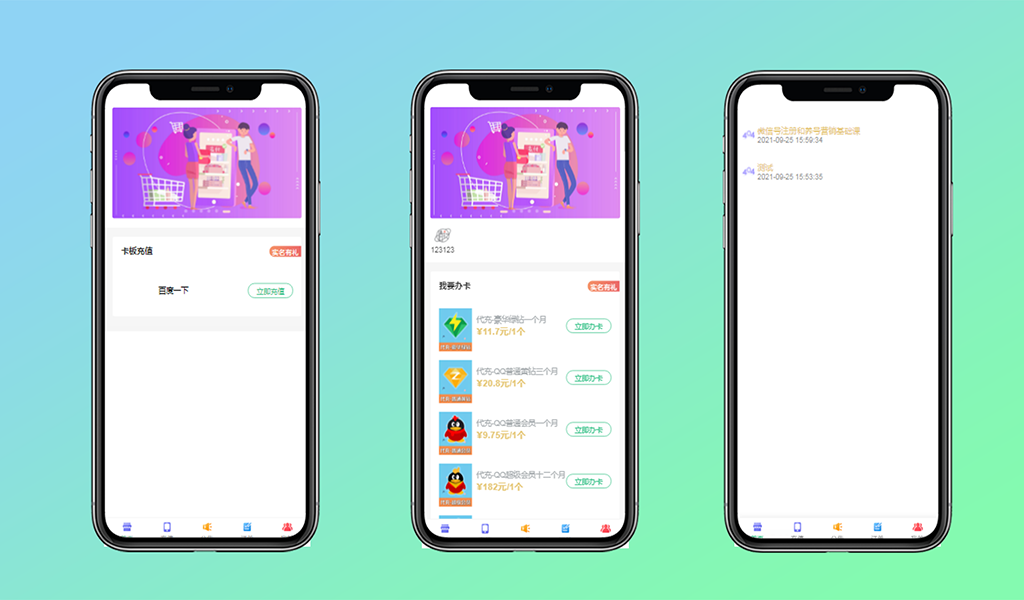 卡板充值
实名有礼
百度一下
立即充值
123123
我要办卡
实名有礼
代充-豪华绿钻一个月
¥11.7元/1个
立即办卡
代充-QQ普通黄钻三个月
¥20.8元/1个
立即办卡
代充-QQ普通会员一个月
¥9.75元/1个
立即办卡
代充-QQ超级会员十二个月
¥182元/1个
立即办卡
微信号注册和养号营销基础课
2021-09-25 15:59:34
测试
2021-09-25 15:53:35